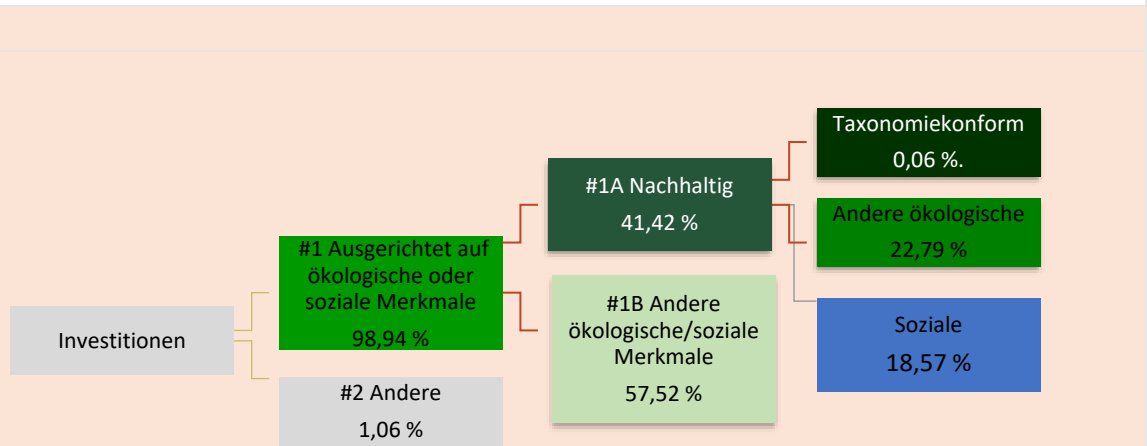 Investitionen
#1 Ausgerichtet auf
ökologische oder
soziale Merkmale
98,94 %
#2 Andere
1,06 %
#1A Nachhaltig
41,42 %
#1B Andere
ökologische/soziale
Merkmale
57,52 %
Taxonomiekonform
0,06 %.
Andere ökologische
22,79 %
Soziale
18,57 %